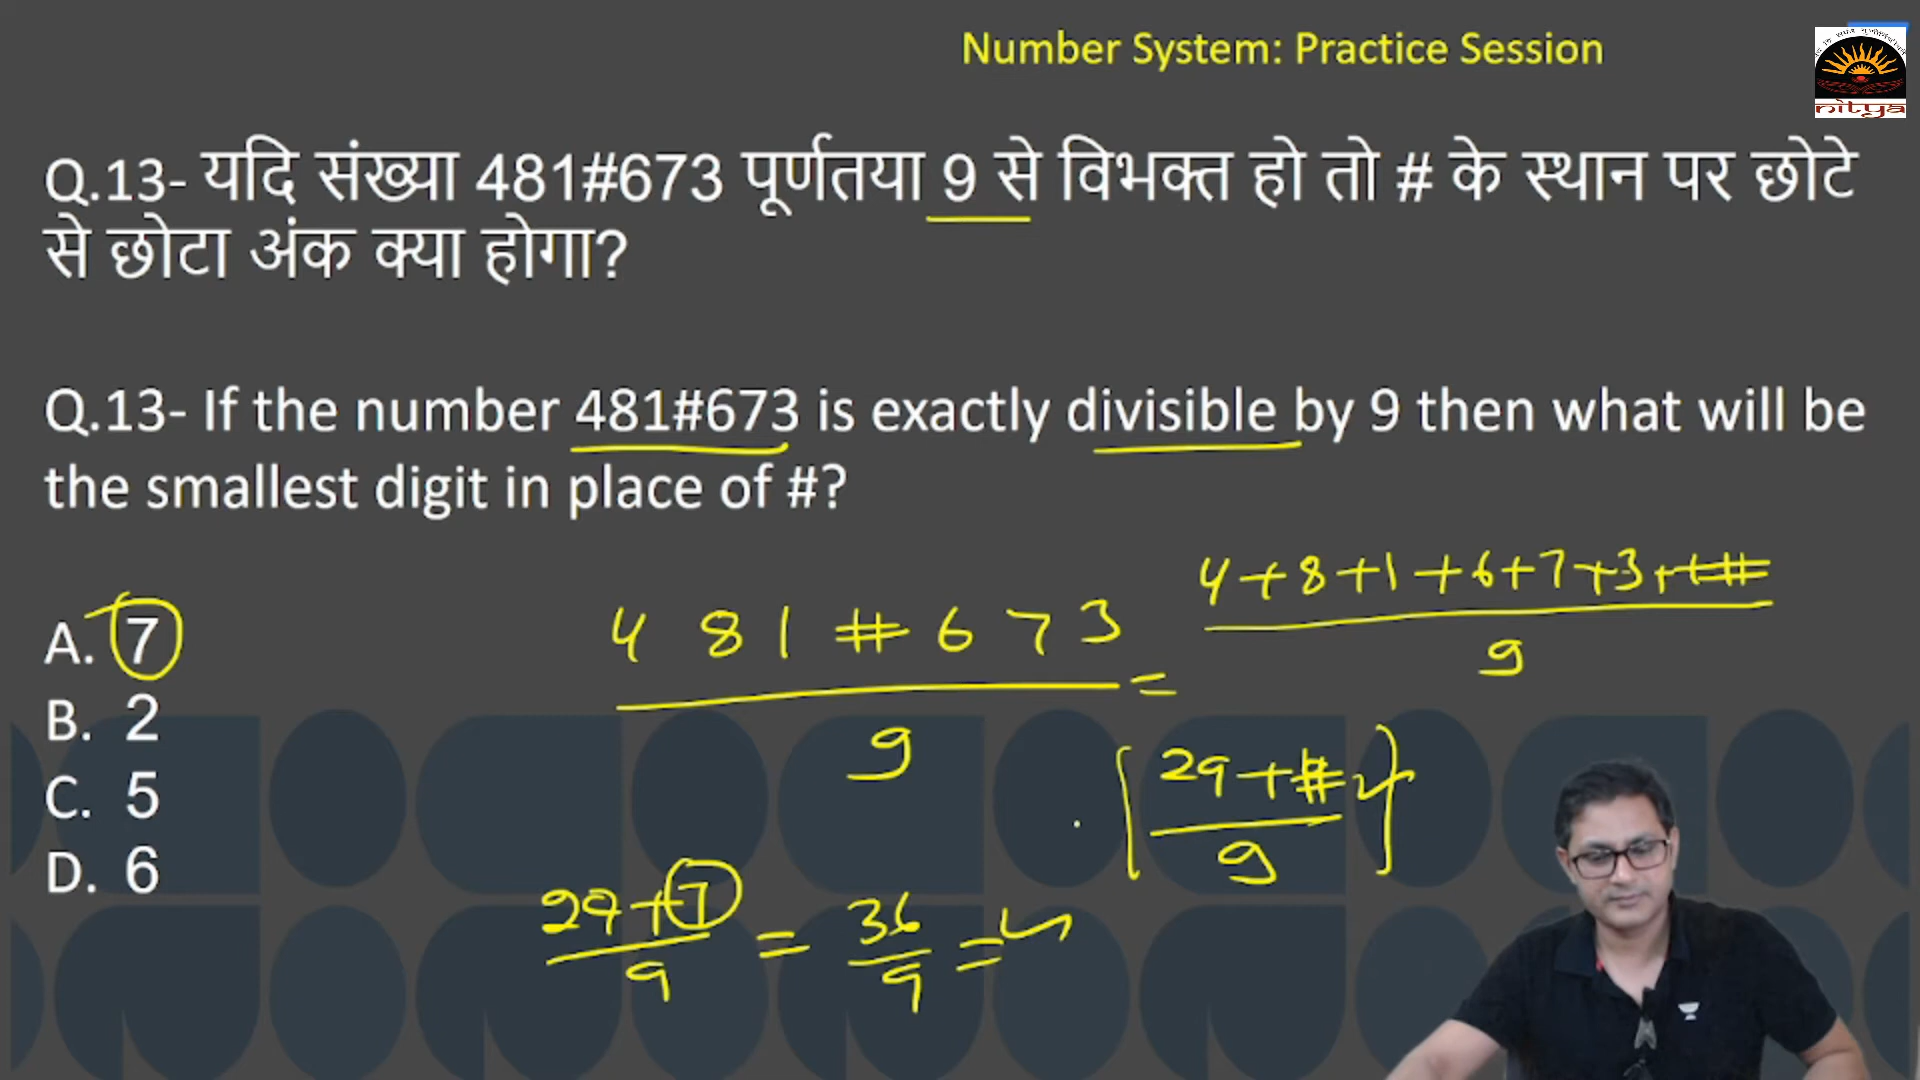 Number System: Practice Session
nitya
Q.13- यदि संख्या 481#673 पूर्णतया 9 से विभक्त हो तो # के स्थान पर छोटे
से छोटा अंक क्या होगा?
Q.13- If the number 481#673 is exactly divisible by 9 then what will be
the smallest digit in place of #?
A. 7
B. 2
C. 5
D. 6
4 8 1 # 6 7 3
9
=
4+8+1+6+7+3+#
9
29+#
9
29+7
9
=
36
9
=